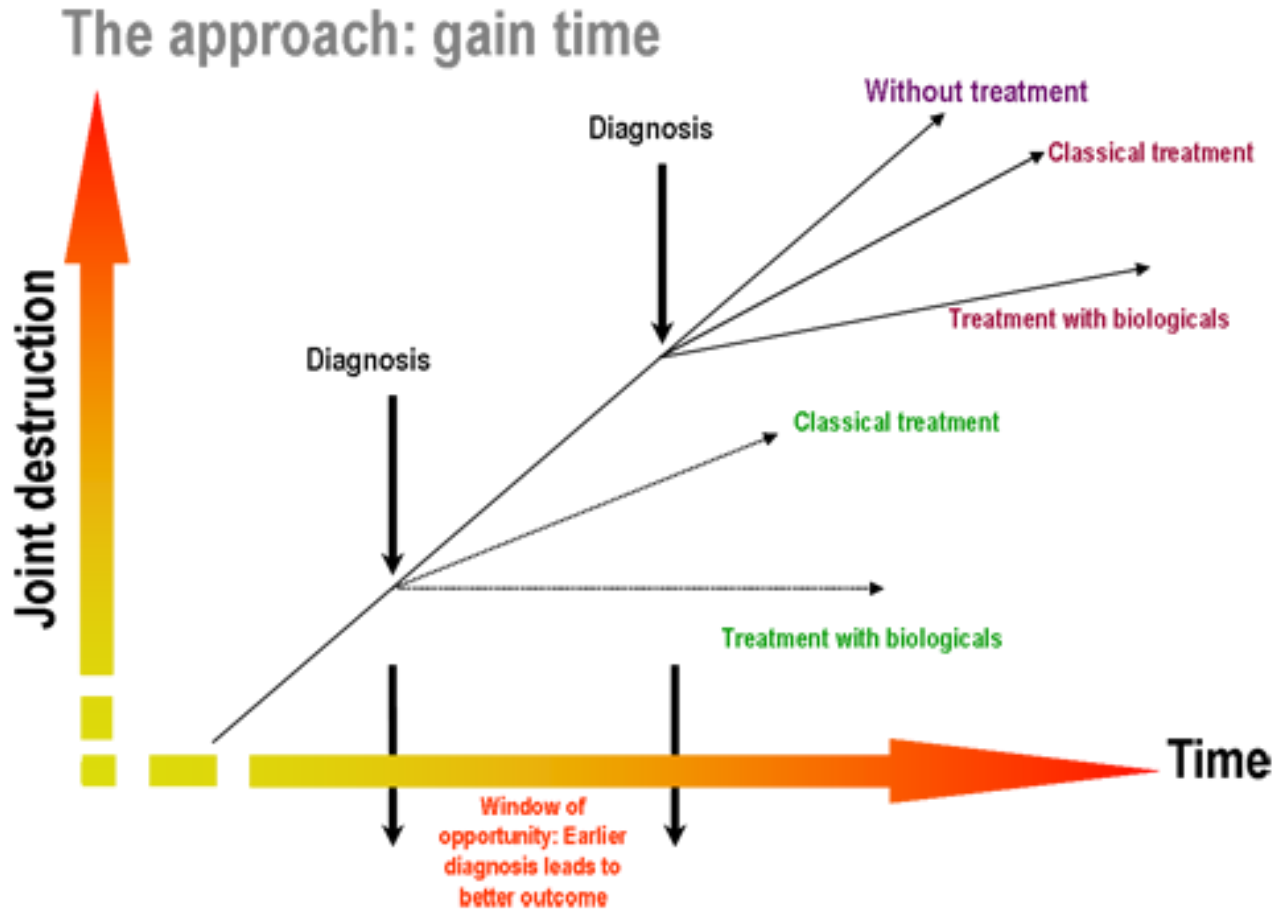 The approach: gain time
Without treatment
Diagnosis
Classical treatment
Treatment with biologicals
Diagnosis
Classical treatment
Treatment with biologicals
Joint destruction
Time
Window of
opportunity: Earlier
diagnosis leads to
better outcome